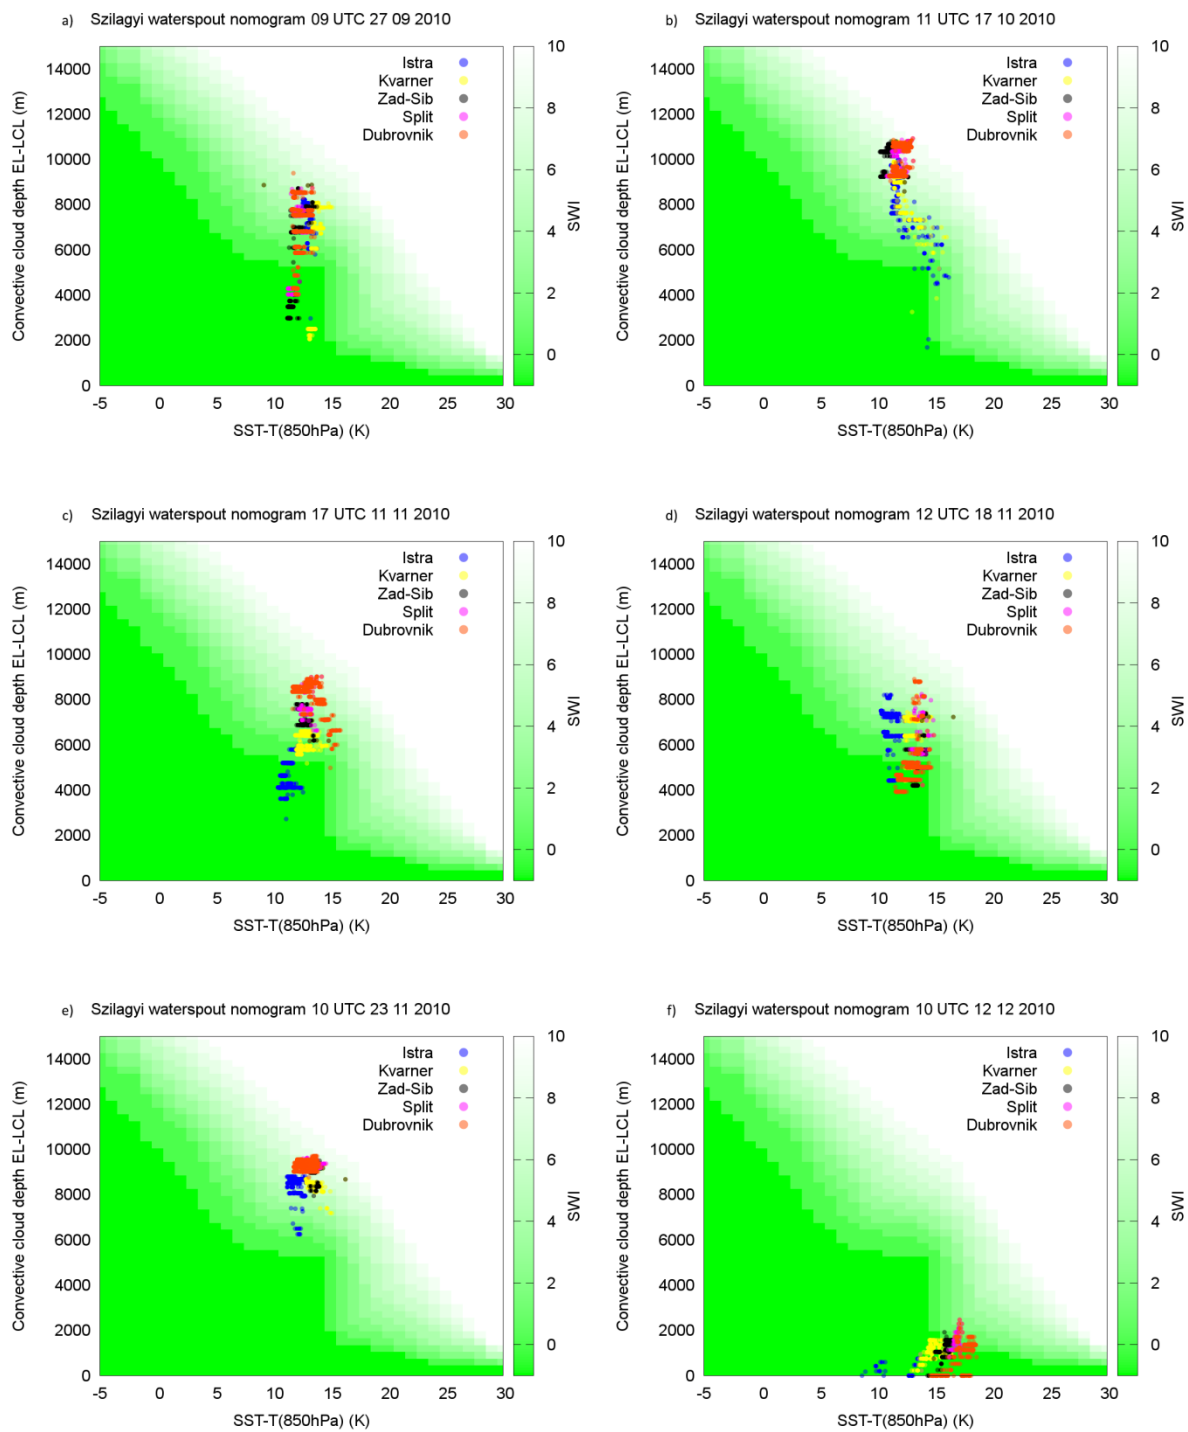 a) Szilagyi waterspout nomogram 09 UTC 27 09 2010
14000
12000
10000
8000
6000
4000
2000
0
Convective cloud depth EL-LCL (m)
-5 0 5 10 15 20 25 30
SST-T(850hPa) (K)
Istra
Kvarner
Zad-Sib
Split
Dubrovnik
10
8
6
4
2
0
SWI
b) Szilagyi waterspout nomogram 11 UTC 17 10 2010
14000
12000
10000
8000
6000
4000
2000
0
Convective cloud depth EL-LCL (m)
-5 0 5 10 15 20 25 30
SST-T(850hPa) (K)
Istra
Kvarner
Zad-Sib
Split
Dubrovnik
10
8
6
4
2
0
SWI
c) Szilagyi waterspout nomogram 17 UTC 11 11 2010
14000
12000
10000
8000
6000
4000
2000
0
Convective cloud depth EL-LCL (m)
-5 0 5 10 15 20 25 30
SST-T(850hPa) (K)
Istra
Kvarner
Zad-Sib
Split
Dubrovnik
10
8
6
4
2
0
SWI
d) Szilagyi waterspout nomogram 12 UTC 18 11 2010
14000
12000
10000
8000
6000
4000
2000
0
Convective cloud depth EL-LCL (m)
-5 0 5 10 15 20 25 30
SST-T(850hPa) (K)
Istra
Kvarner
Zad-Sib
Split
Dubrovnik
10
8
6
4
2
0
SWI
e) Szilagyi waterspout nomogram 10 UTC 23 11 2010
14000
12000
10000
8000
6000
4000
2000
0
Convective cloud depth EL-LCL (m)
-5 0 5 10 15 20 25 30
SST-T(850hPa) (K)
Istra
Kvarner
Zad-Sib
Split
Dubrovnik
10
8
6
4
2
0
SWI
f) Szilagyi waterspout nomogram 10 UTC 12 12 2010
14000
12000
10000
8000
6000
4000
2000
0
Convective cloud depth EL-LCL (m)
-5 0 5 10 15 20 25 30
SST-T(850hPa) (K)
Istra
Kvarner
Zad-Sib
Split
Dubrovnik
10
8
6
4
2
0
SWI